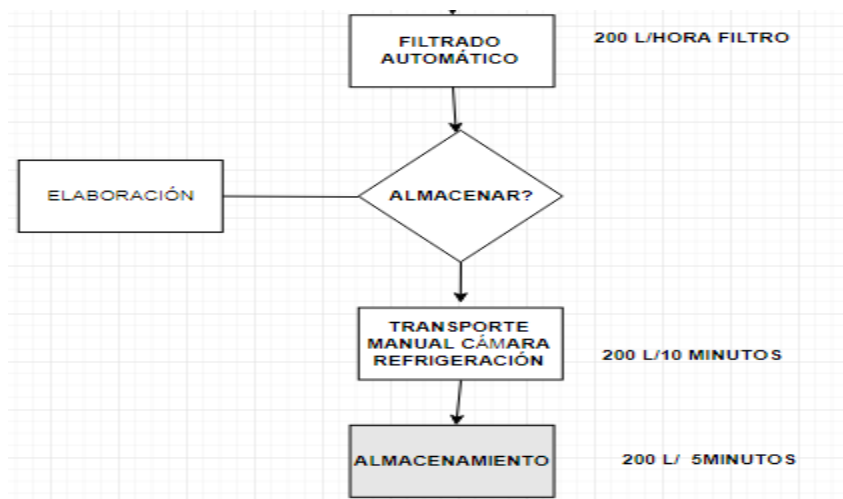 FILTRADO
AUTOMÁTICO
200 L/HORA FILTRO
ELABORACIÓN
ALMACENAR?
TRANSPORTE
MANUAL CÁMARA
REFRIGERACIÓN
200 L/10 MINUTOS
ALMACENAMIENTO
200 L/ 5MINUTOS